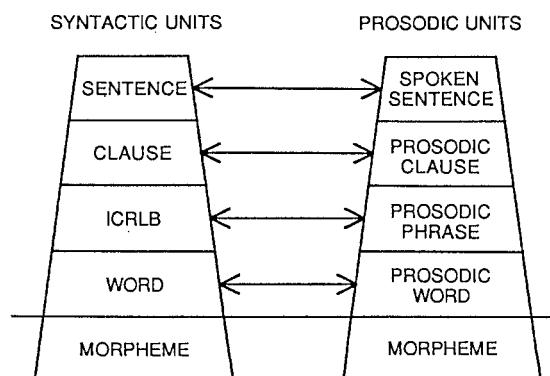 SYNTACTIC UNITS
PROSODIC UNITS
SENTENCE
SPOKEN
SENTENCE
CLAUSE
PROSODIC
CLAUSE
ICRLB
PROSODIC
PHRASE
WORD
PROSODIC
WORD
MORPHEME
MORPHEME